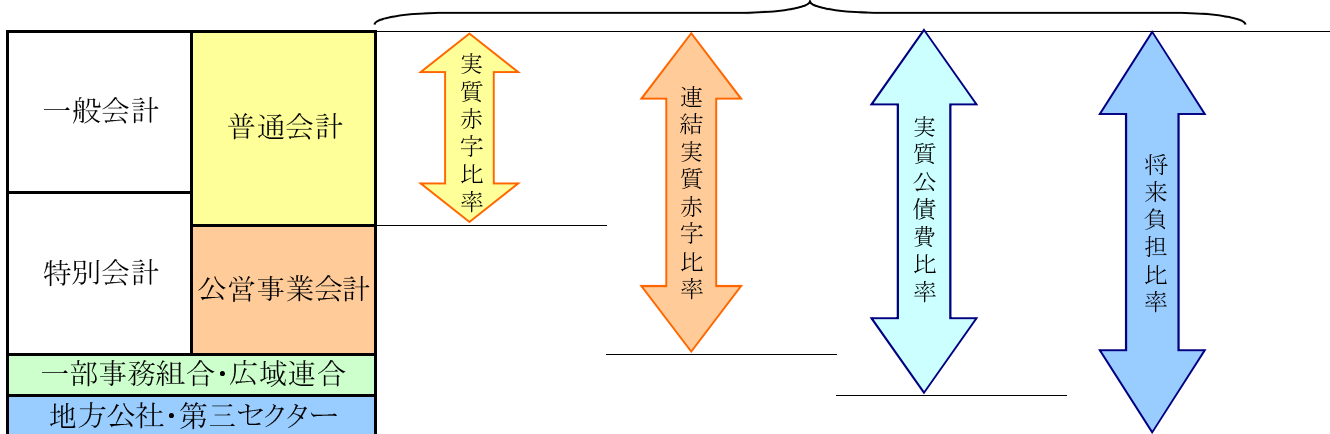 一般会計
普通会計
特別会計
公営事業会計
一部事務組合・広域連合
地方公社・第三セクター
実質赤字比率
連結実質赤字比率
実質公債費比率
将来負担比率